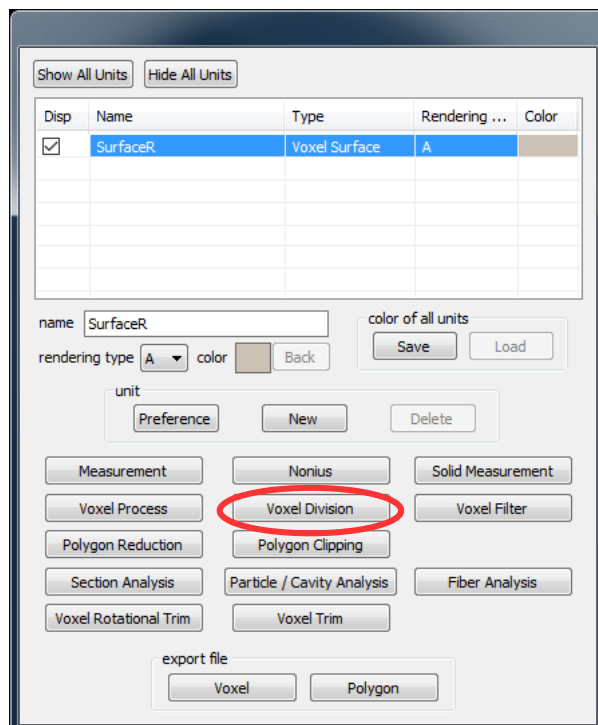 Show All Units Hide All Units
Disp Name Type Rendering ... Color
SurfaceR Voxel Surface A
name SurfaceR
color of all units
rendering type A color Back
Save Load
unit
Preference New Delete
Measurement Nonius Solid Measurement
Voxel Process Voxel Division Voxel Filter
Polygon Reduction Polygon Clipping
Section Analysis Particle / Cavity Analysis Fiber Analysis
Voxel Rotational Trim Voxel Trim
export file
Voxel Polygon